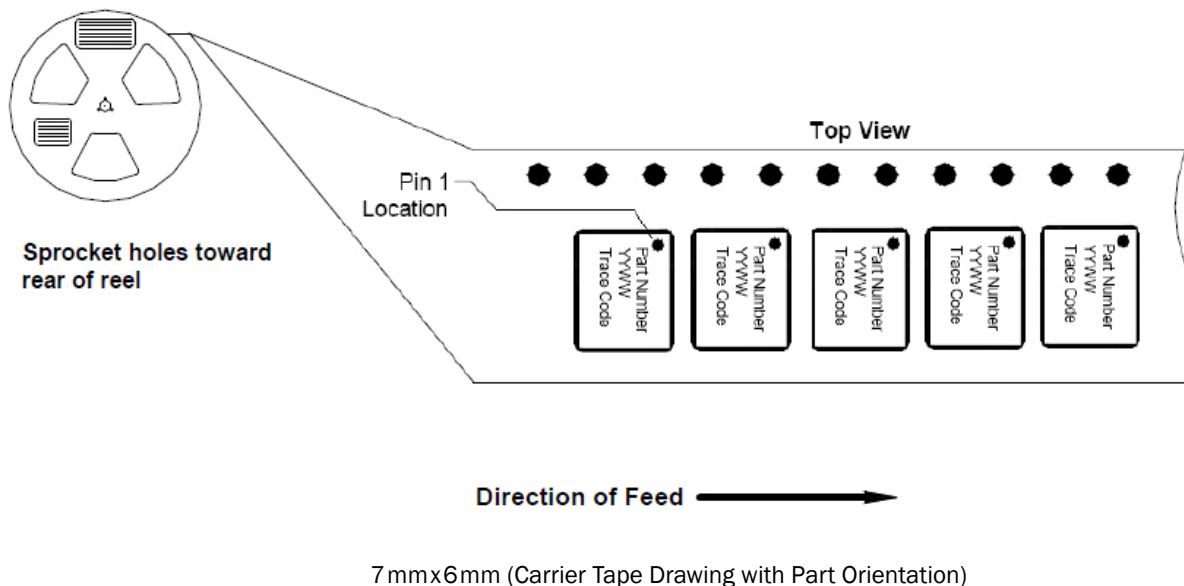 Top View
Pin 1
Location
Sprocket holes toward
rear of reel
Part Number
YYWW
Trace Code
Part Number
YYWW
Trace Code
Part Number
YYWW
Trace Code
Part Number
YYWW
Trace Code
Part Number
YYWW
Trace Code
Direction of Feed
7mmx6mm (Carrier Tape Drawing with Part Orientation)